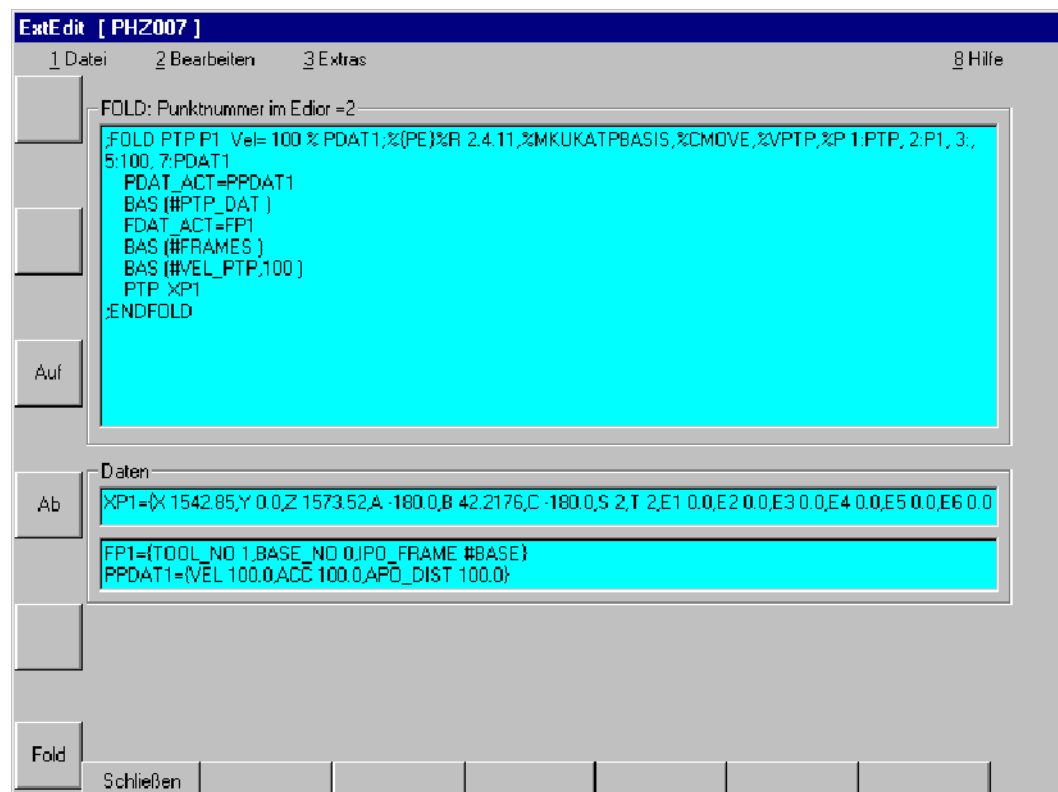 ExtEdit [ PHZ007 ]
1 Datei 2 Bearbeiten 3 Extras 8 Hilfe
FOLD: Punktnummer im Edior =2
;FOLD PTP P1  Vel= 100 % PDAT1;%{PE}%R 2.4.11,%MKUKATPBASIS,%CMOVE,%VPTP,%P 1:PTP, 2:P1, 3:,
5:100, 7:PDAT1
PDAT_ACT=PPDAT1
BAS (#PTP_DAT )
FDAT_ACT=FP1
BAS (#FRAMES )
BAS (#VEL_PTP,100 )
PTP  XP1
;ENDFOLD
Auf
Daten
Ab
XP1={X 1542.85,Y 0.0,Z 1573.52,A -180.0,B 42.2176,C -180.0,S 2,T 2,E1 0.0,E2 0.0,E3 0.0,E4 0.0,E5 0.0,E6 0.0
FP1={TOOL_NO 1,BASE_NO 0,IPO_FRAME #BASE}
PPDAT1={VEL 100.0,ACC 100.0,APO_DIST 100.0}
Fold
Schließen